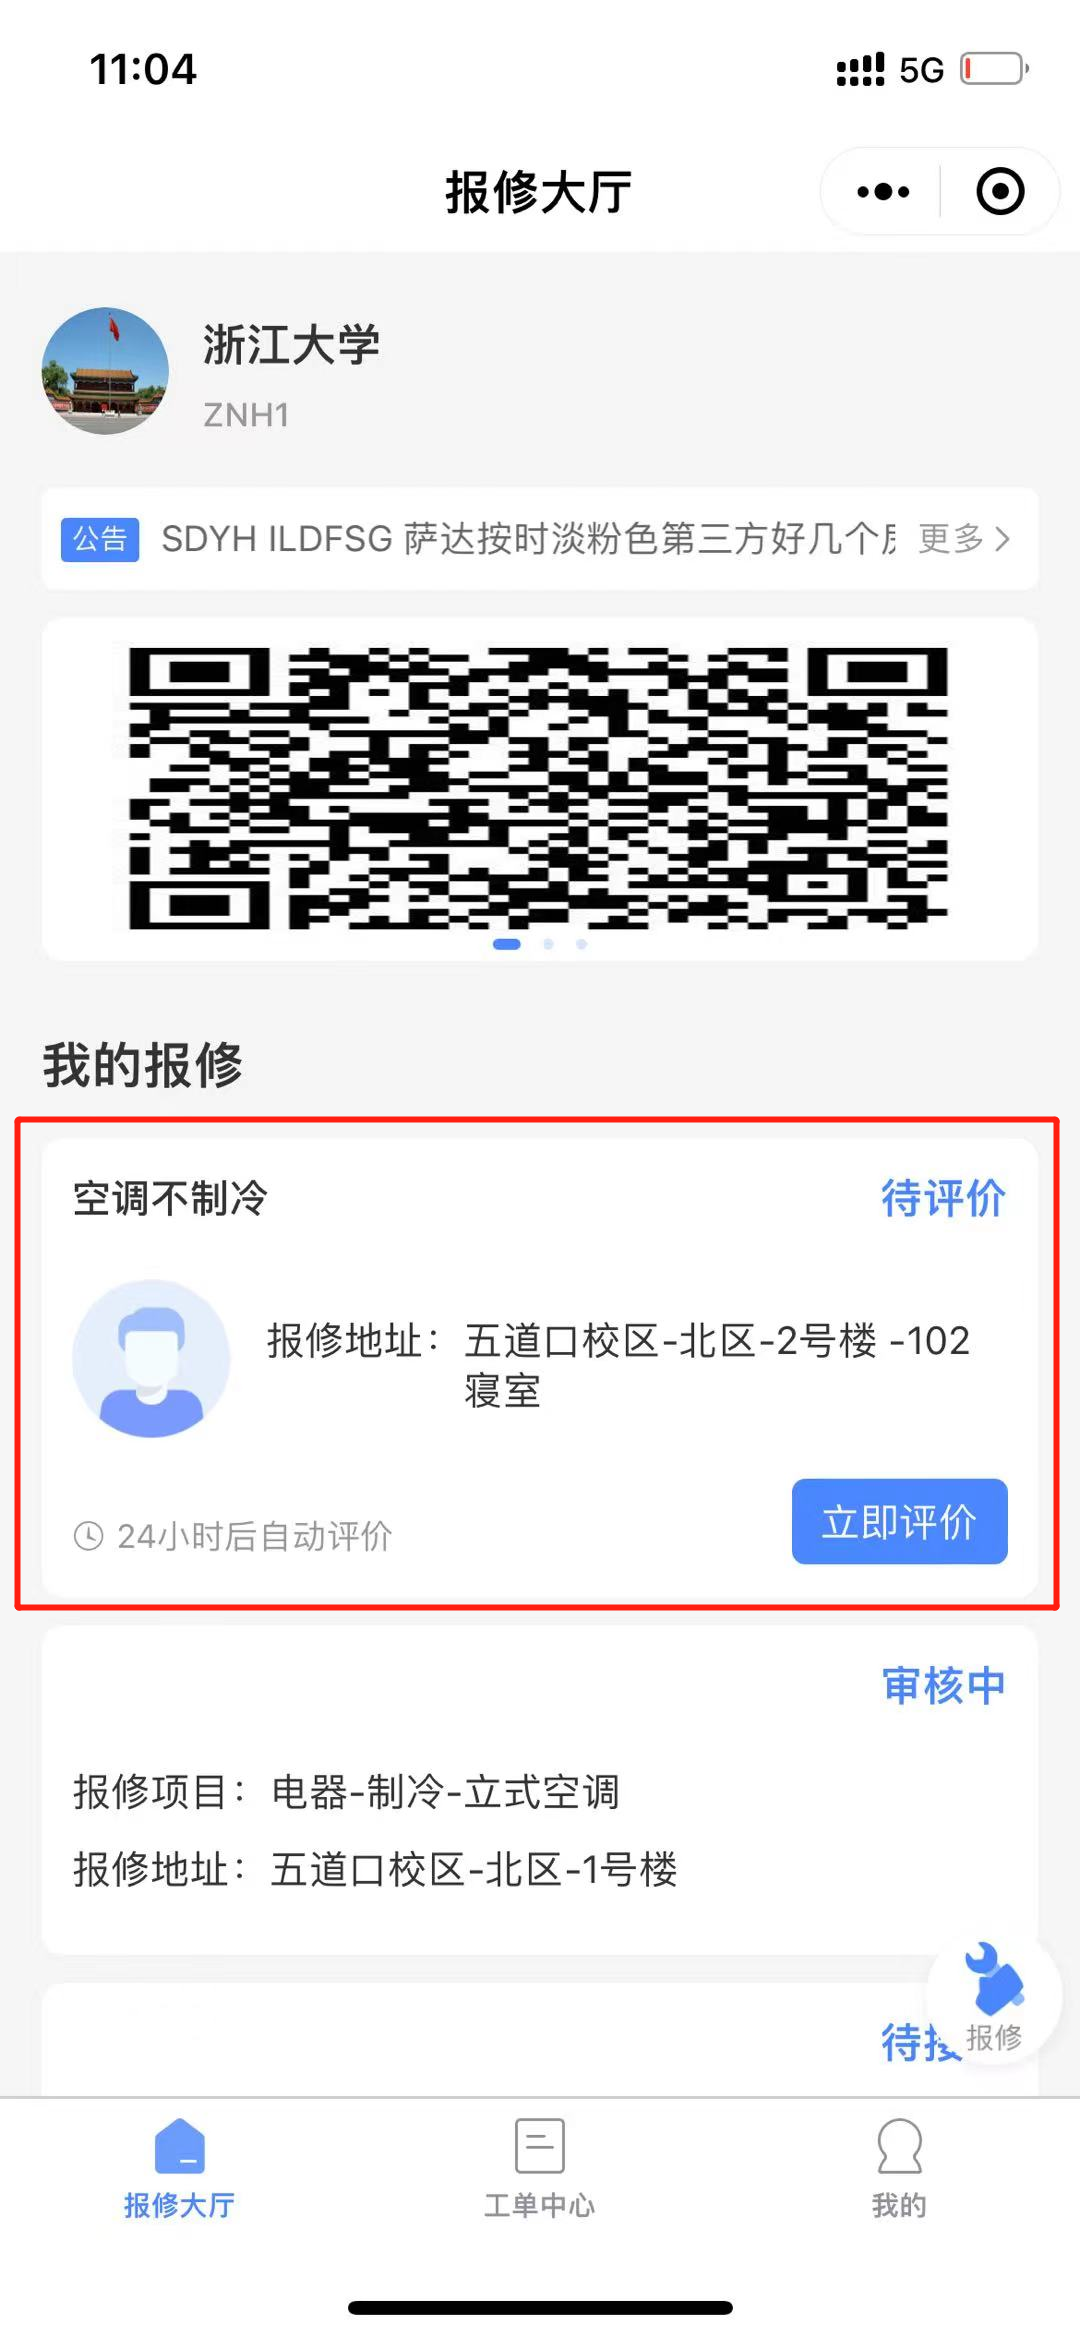 11:04
5G
报修大厅
浙江大学
ZNH1
公告 SDYH ILDFSG 萨达按时淡粉色第三方好几个 更多
我的报修
空调不制冷 待评价
报修地址： 五道口校区-北区-2号楼 -102
寝室
24小时后自动评价 立即评价
审核中
报修项目： 电器-制冷-立式空调
报修地址： 五道口校区-北区-1号楼
待接
报修
报修大厅 工单中心 我的